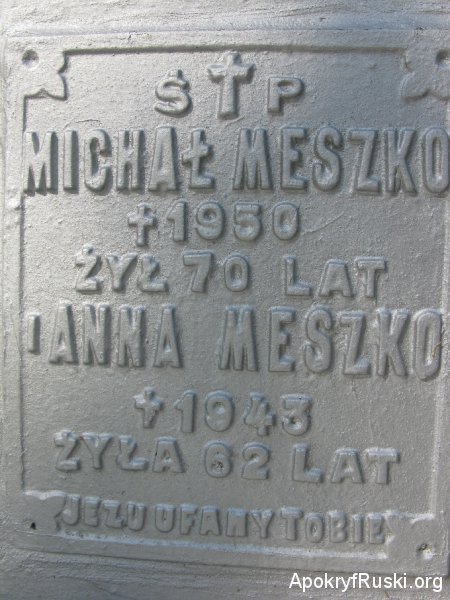 Ś † P
MICHAŁ MESZKO
† 1950
ŻYŁ 70 LAT
I ANNA MESZKO
† 1943
ŻYŁA 62 LAT
JEZU UFAMY TOBIE
ApokryfRuski.org